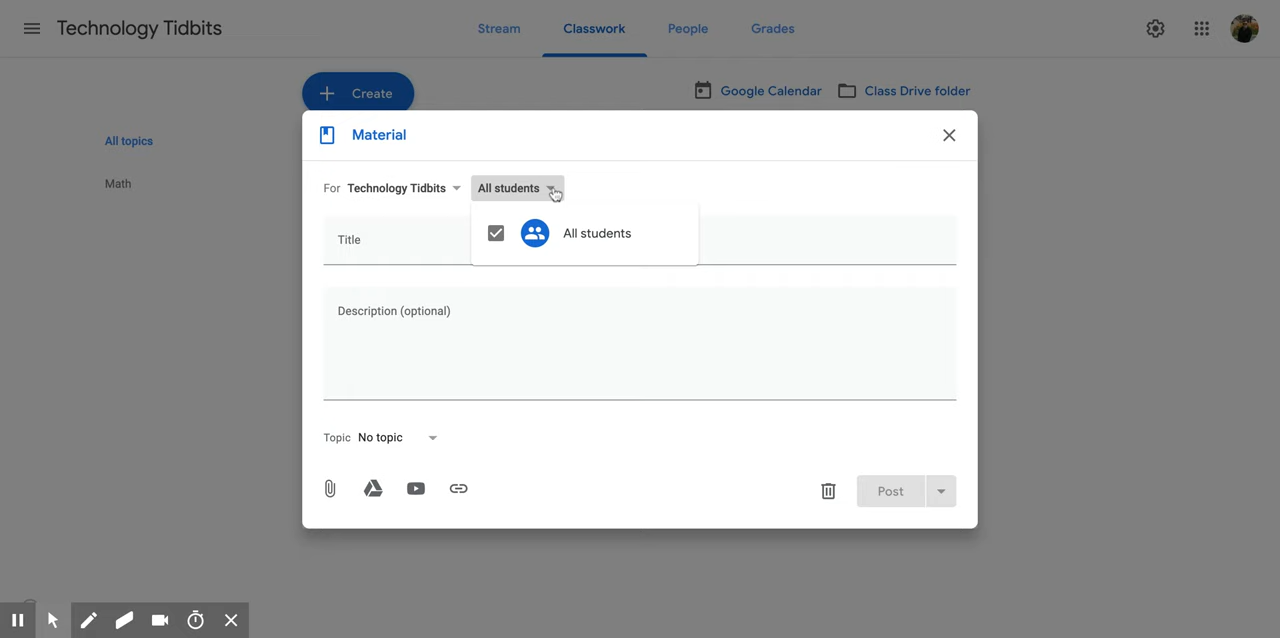 Technology Tidbits
Stream
Classwork
People
Grades
Create
Google Calendar
Class Drive folder
All topics
Math
Material
For Technology Tidbits
All students
All students
Title
Description (optional)
Topic No topic
Post